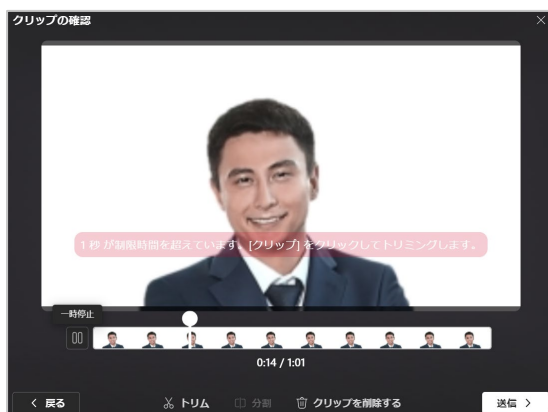 クリップの確認
1 秒 が制限時間を超えています。[クリップ] をクリックしてトリミングします。
一時停止
0:14 / 1:01
戻る
トリム
分割
クリップを削除する
送信